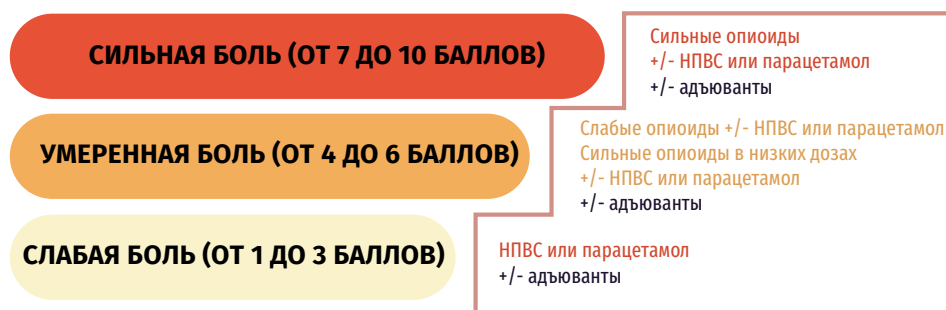 СИЛЬНАЯ БОЛЬ (ОТ 7 ДО 10 БАЛЛОВ)
Сильные опиоиды
+/- НПВС или парацетамол
+/- адъюванты
УМЕРЕННАЯ БОЛЬ (ОТ 4 ДО 6 БАЛЛОВ)
Слабые опиоиды +/- НПВС или парацетамол
Сильные опиоиды в низких дозах
+/- НПВС или парацетамол
+/- адъюванты
СЛАБАЯ БОЛЬ (ОТ 1 ДО 3 БАЛЛОВ)
НПВС или парацетамол
+/- адъюванты